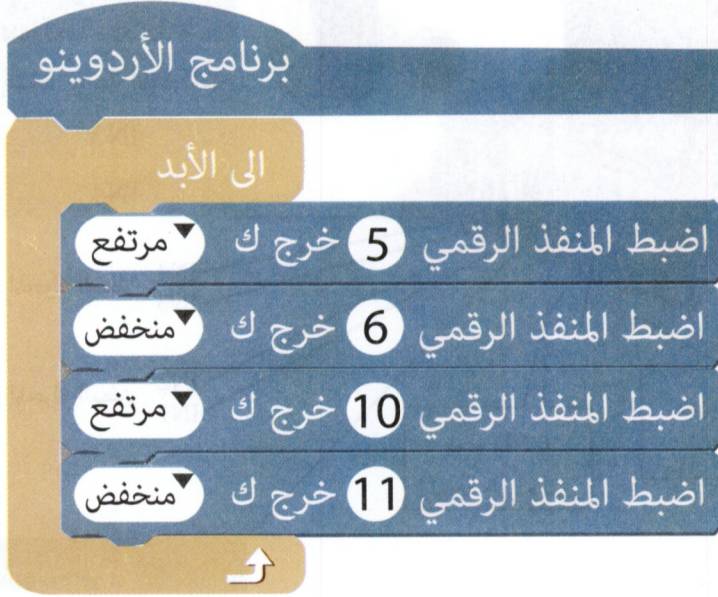 برنامج الأردوينو
الى الأبد
اضبط المنفذ الرقمي 5 خرج ك مرتفع
اضبط المنفذ الرقمي 6 خرج ك منخفض
اضبط المنفذ الرقمي 10 خرج ك مرتفع
اضبط المنفذ الرقمي 11 خرج ك منخفض